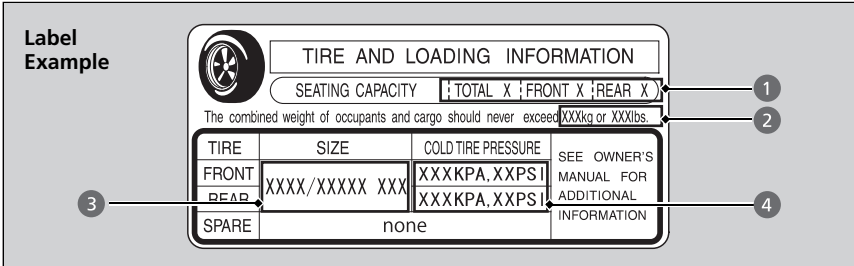 Label
Example
TIRE AND LOADING INFORMATION
SEATING CAPACITY TOTAL X FRONT X REAR X
1
The combined weight of occupants and cargo should never exceed XXXkg or XXXlbs.
2
TIRE SIZE COLD TIRE PRESSURE
FRONT XXXX/XXXXX XXX XXXKPA,XXPSI
REAR XXXKPA,XXPSI
SPARE none
SEE OWNER'S
MANUAL FOR
ADDITIONAL
INFORMATION
3
4